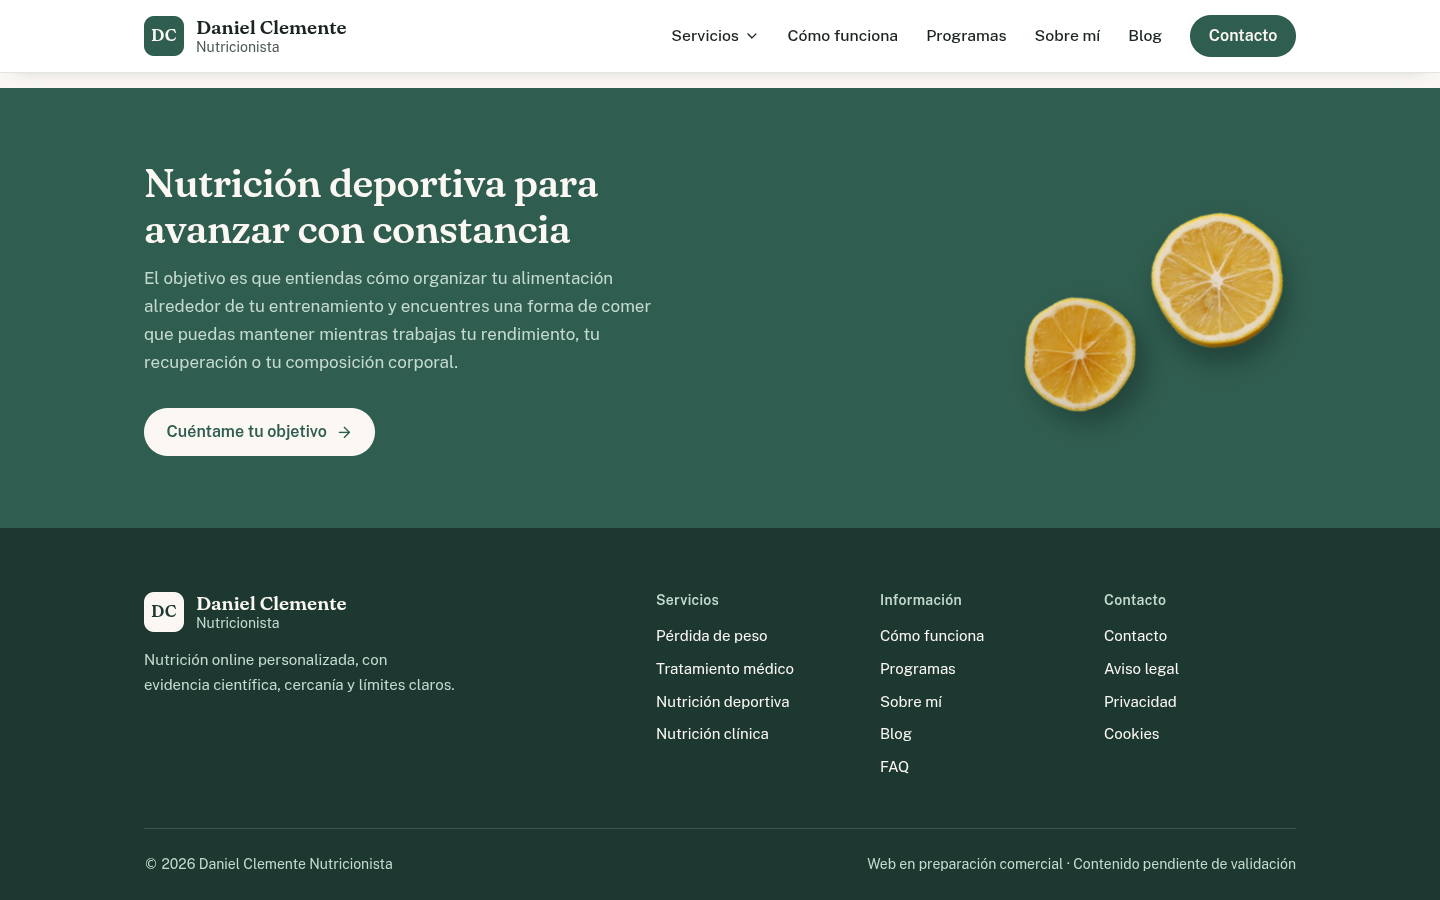 DC
Daniel Clemente
Nutricionista
Servicios
Cómo funciona
Programas
Sobre mí
Blog
Contacto
Nutrición deportiva para
avanzar con constancia
El objetivo es que entiendas cómo organizar tu alimentación
alrededor de tu entrenamiento y encuentres una forma de comer
que puedas mantener mientras trabajas tu rendimiento, tu
recuperación o tu composición corporal.
Cuéntame tu objetivo
DC
Daniel Clemente
Nutricionista
Nutrición online personalizada, con
evidencia científica, cercanía y límites claros.
Servicios
Pérdida de peso
Tratamiento médico
Nutrición deportiva
Nutrición clínica
Información
Cómo funciona
Programas
Sobre mí
Blog
FAQ
Contacto
Contacto
Aviso legal
Privacidad
Cookies
© 2026 Daniel Clemente Nutricionista
Web en preparación comercial · Contenido pendiente de validación